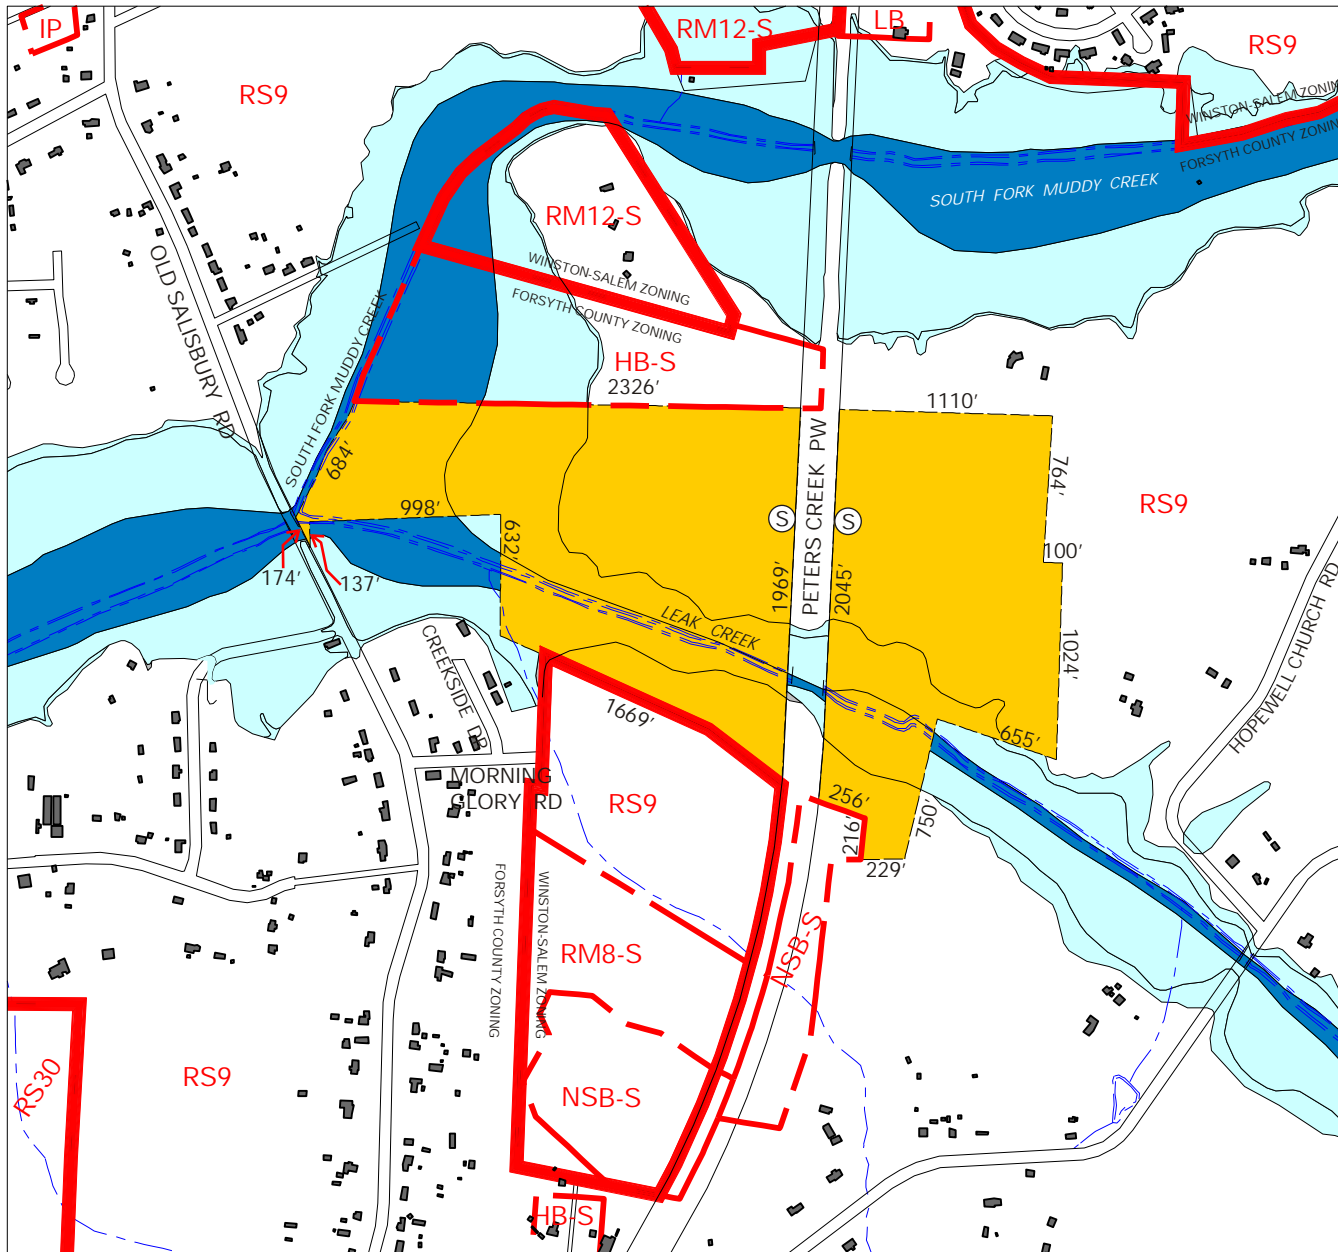 IP
RM12-S
LB
RS9
RS9
WINSTON-SALEM ZONING
FORSYTH COUNTY ZONING
SOUTH FORK MUDDY CREEK
RM12-S
WINSTON-SALEM ZONING
FORSYTH COUNTY ZONING
HB-S
2326'
OLD SALISBURY RD
SOUTH FORK MUDDY CREEK
684'
1110'
764'
RS9
PETERS CREEK PW
S
S
998'
632'
100'
174'
137'
1969'
2045'
LEAK CREEK
1024'
HOPEWELL CHURCH RD
CREEKSIDE DR
1669'
655'
MORNING
GLORY RD
RS9
256'
216'
750'
229'
FORSYTH COUNTY ZONING
WINSTON-SALEM ZONING
RM8-S
NSB-S
RS30
RS9
NSB-S
HB-S